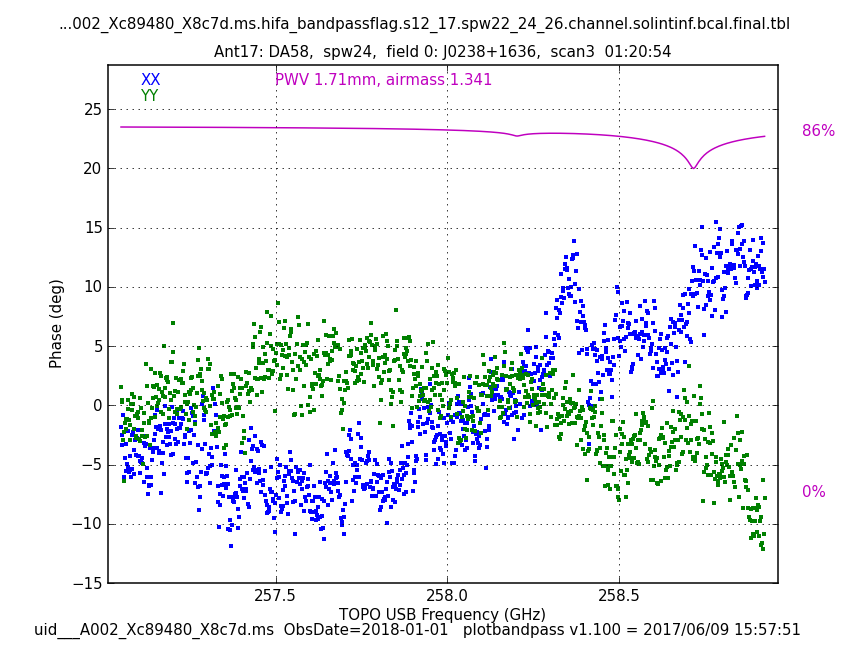 ...002_Xc89480_X8c7d.ms.hifa_bandpassflag.s12_17.spw22_24_26.channel.solintinf.bcal.final.tbl
Ant17: DA58, spw24, field 0: J0238+1636, scan3 01:20:54
XX
PWV 1.71mm, airmass 1.341
YY
25
86%
20
15
10
5
0
−5
0%
−10
−15
Phase (deg)
257.5 258.0 258.5
TOPO USB Frequency (GHz)
uid___A002_Xc89480_X8c7d.ms ObsDate=2018-01-01 plotbandpass v1.100 = 2017/06/09 15:57:51